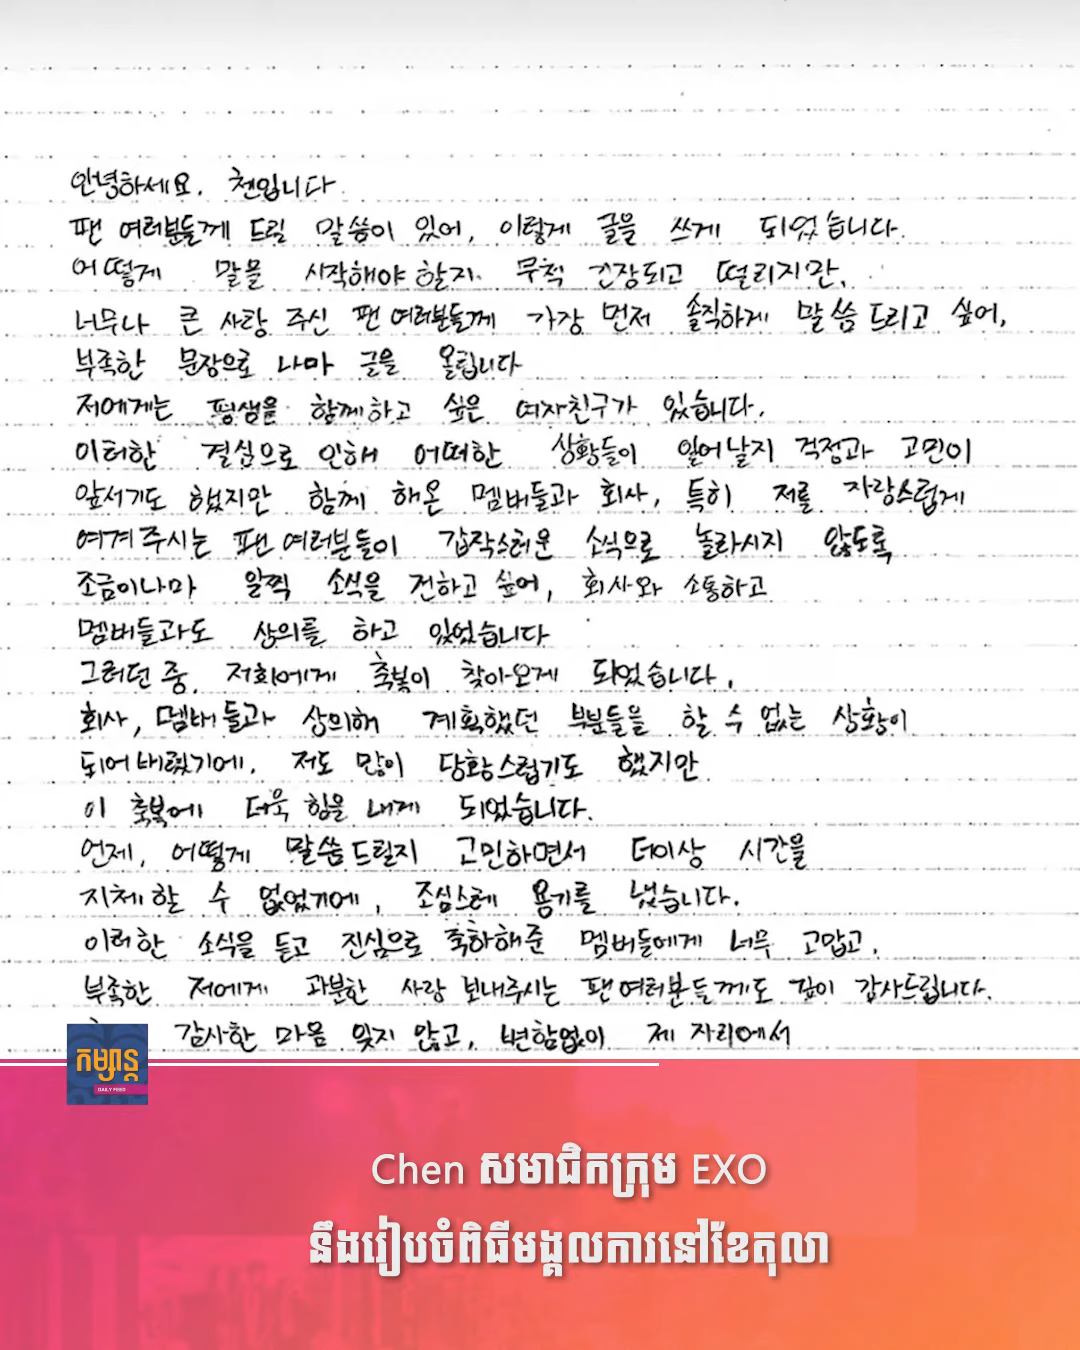 안녕하세요. 첸입니다.
팬 여러분들께 드릴 말씀이 있어, 이렇게 글을 쓰게 되었습니다.
어떻게 말을 시작해야 할지 무척 긴장되고 떨리지만,
너무나 큰 사랑 주신 팬 여러분들께 가장 먼저 솔직하게 말씀드리고 싶어,
부족한 문장으로 나마 글을 올립니다
저에게는 평생을 함께하고 싶은 여자친구가 있습니다.
이러한 결심으로 인해 어떠한 상황들이 일어날지 걱정과 고민이
앞서기도 했지만 함께 해온 멤버들과 회사, 특히 저를 자랑스럽게
여겨주시는 팬 여러분들이 갑작스러운 소식으로 놀라시지 않도록
조금이나마 일찍 소식을 전하고 싶어, 회사와 소통하고
멤버들과도 상의를 하고 있었습니다
그러던 중, 저희에게 축복이 찾아오게 되었습니다.
회사, 멤버들과 상의해 계획했던 부분들을 할 수 없는 상황이
되어버렸기에, 저도 많이 당황스럽기도 했지만
이 축복에 더욱 힘을 내게 되었습니다.
언제, 어떻게 말씀드릴지 고민하면서 더이상 시간을
지체할 수 없었기에, 조심스레 용기를 냈습니다.
이러한 소식을 듣고 진심으로 축하해준 멤버들에게 너무 고맙고,
부족한 저에게 과분한 사랑 보내주시는 팬 여러분들께도 깊이 감사드립니다.
감사한 마음 잊지 않고, 변함없이 제 자리에서
កម្សាន្ត
DAILY FEED
Chen សមាជិកក្រុម EXO
នឹងរៀបចំពិធីមង្គលការនៅខែតុលា